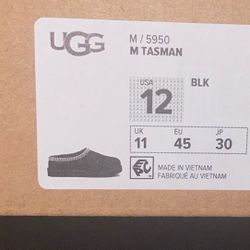 UGG
M / 5950
M TASMAN
USA
12
BLK
UK
11
EU
45
JP
30
MADE IN VIETNAM
FABRIQUÉ AU VIETNAM